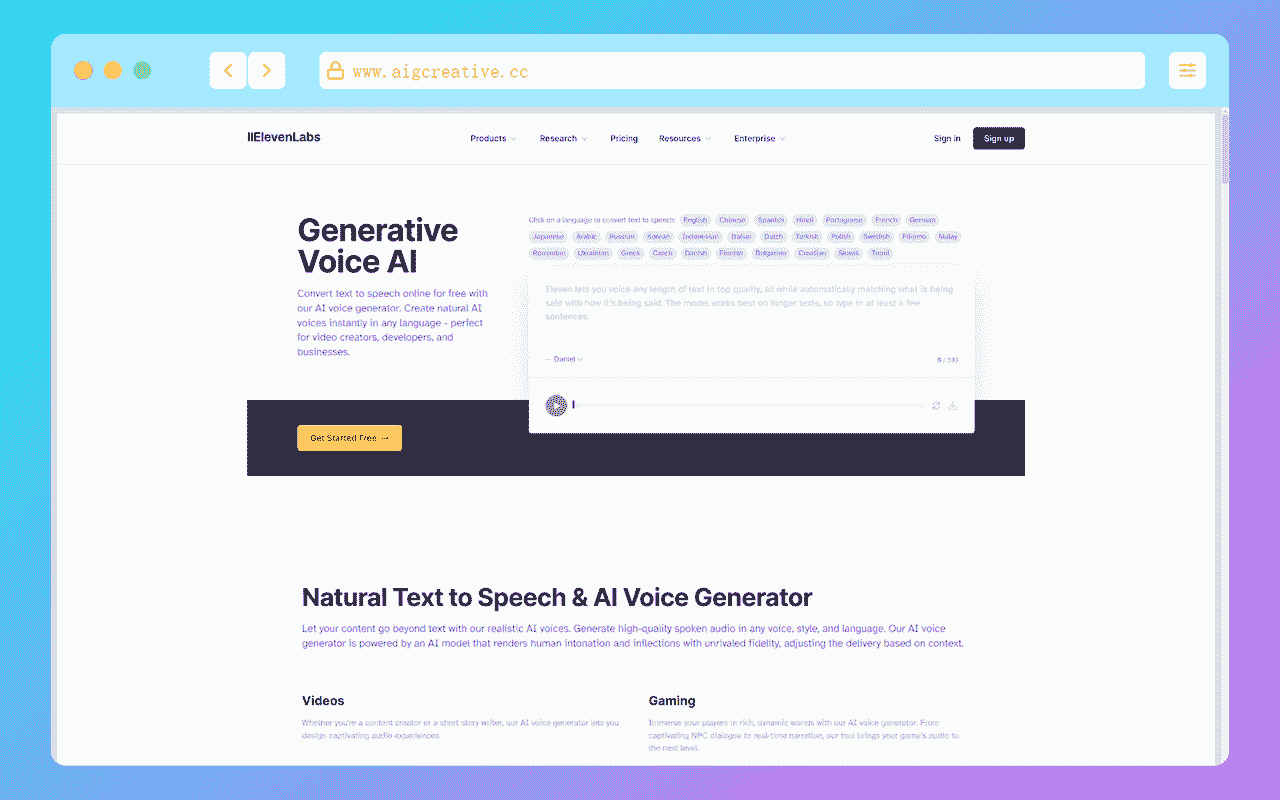 www.aigcreative.cc
IIElevenLabs
Products Research Pricing Resources Enterprise Sign in Sign up
Generative
Voice AI
Convert text to speech online for free with
our AI voice generator. Create natural AI
voices instantly in any language - perfect
for video creators, developers, and
businesses.
Get Started Free →
Click on a language to convert text to speech: English Chinese Spanish Hindi Portuguese French German
Japanese Arabic Russian Korean Indonesian Italian Dutch Turkish Polish Swedish Filipino Malay
Romanian Ukrainian Greek Czech Danish Finnish Bulgarian Croatian Slovak Tamil
Eleven lets you voice any length of text in top quality, all while automatically matching what is being
said with how it's being said. The model works best on longer texts, so type in at least a few
sentences.
Daniel
0 / 333
Natural Text to Speech & AI Voice Generator
Let your content go beyond text with our realistic AI voices. Generate high-quality spoken audio in any voice, style, and language. Our AI voice
generator is powered by an AI model that renders human intonation and inflections with unrivaled fidelity, adjusting the delivery based on context.
Videos
Whether you're a content creator or a short story writer, our AI voice generator lets you
design captivating audio experiences.
Gaming
Immerse your players in rich, dynamic worlds with our AI voice generator. From
captivating NPC dialogue to real-time narration, our tool brings your game's audio to
the next level.